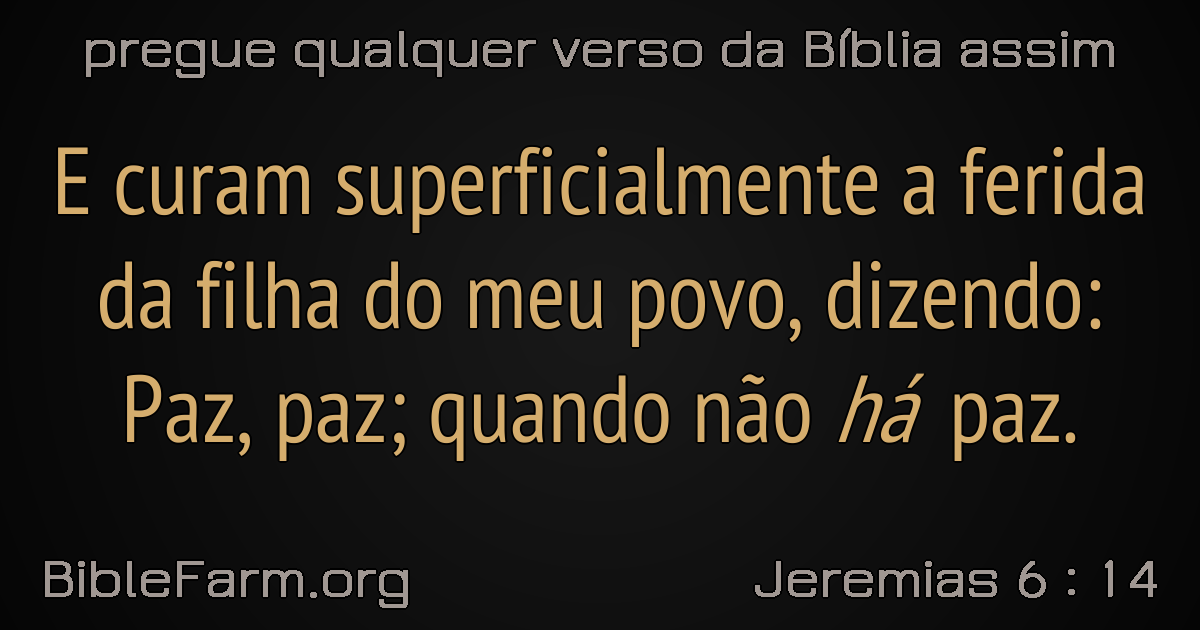 pregue qualquer verso da Bíblia assim
E curam superficialmente a ferida
da filha do meu povo, dizendo:
Paz, paz; quando não há paz.
BibleFarm.org
Jeremias 6 : 14